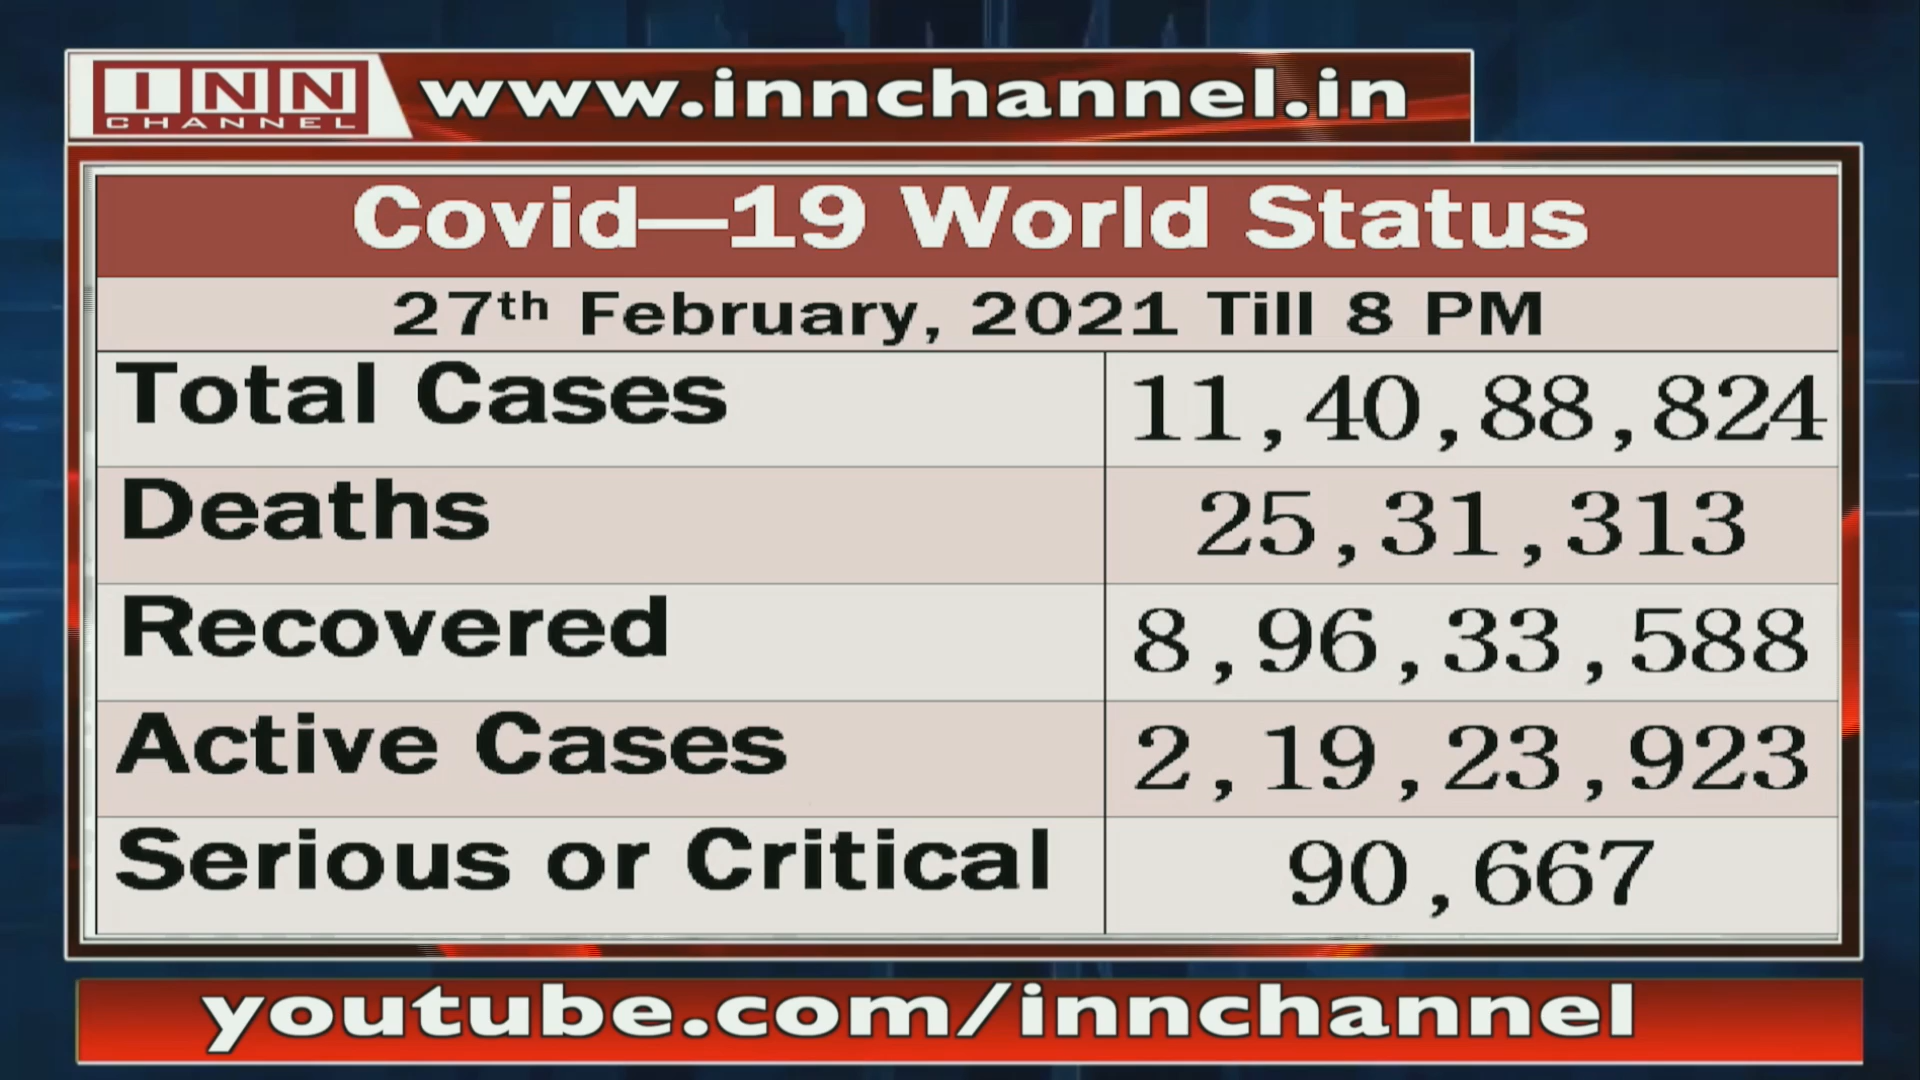 INN
CHANNEL
www.innchannel.in
Covid—19 World Status
27th February, 2021 Till 8 PM
Total Cases 11,40,88,824
Deaths 25,31,313
Recovered 8,96,33,588
Active Cases 2,19,23,923
Serious or Critical 90,667
youtube.com/innchannel